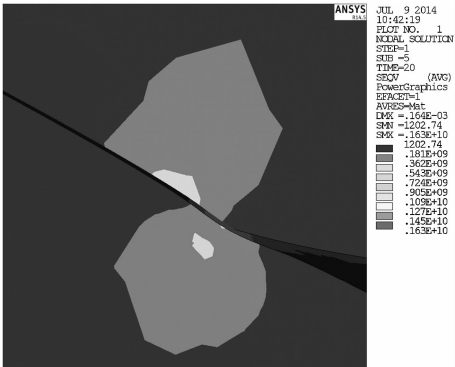 ANSYS
R14.5
JUL 9 2014
10:42:19
PLOT NO. 1
NODAL SOLUTION
STEP=1
SUB =5
TIME=20
SEQV (AVG)
PowerGraphics
EFACET=1
AVRES=Mat
DMX =.164E-03
SMN =1202.74
SMX =.163E+10
1202.74
.181E+09
.362E+09
.543E+09
.724E+09
.905E+09
.109E+10
.127E+10
.145E+10
.163E+10